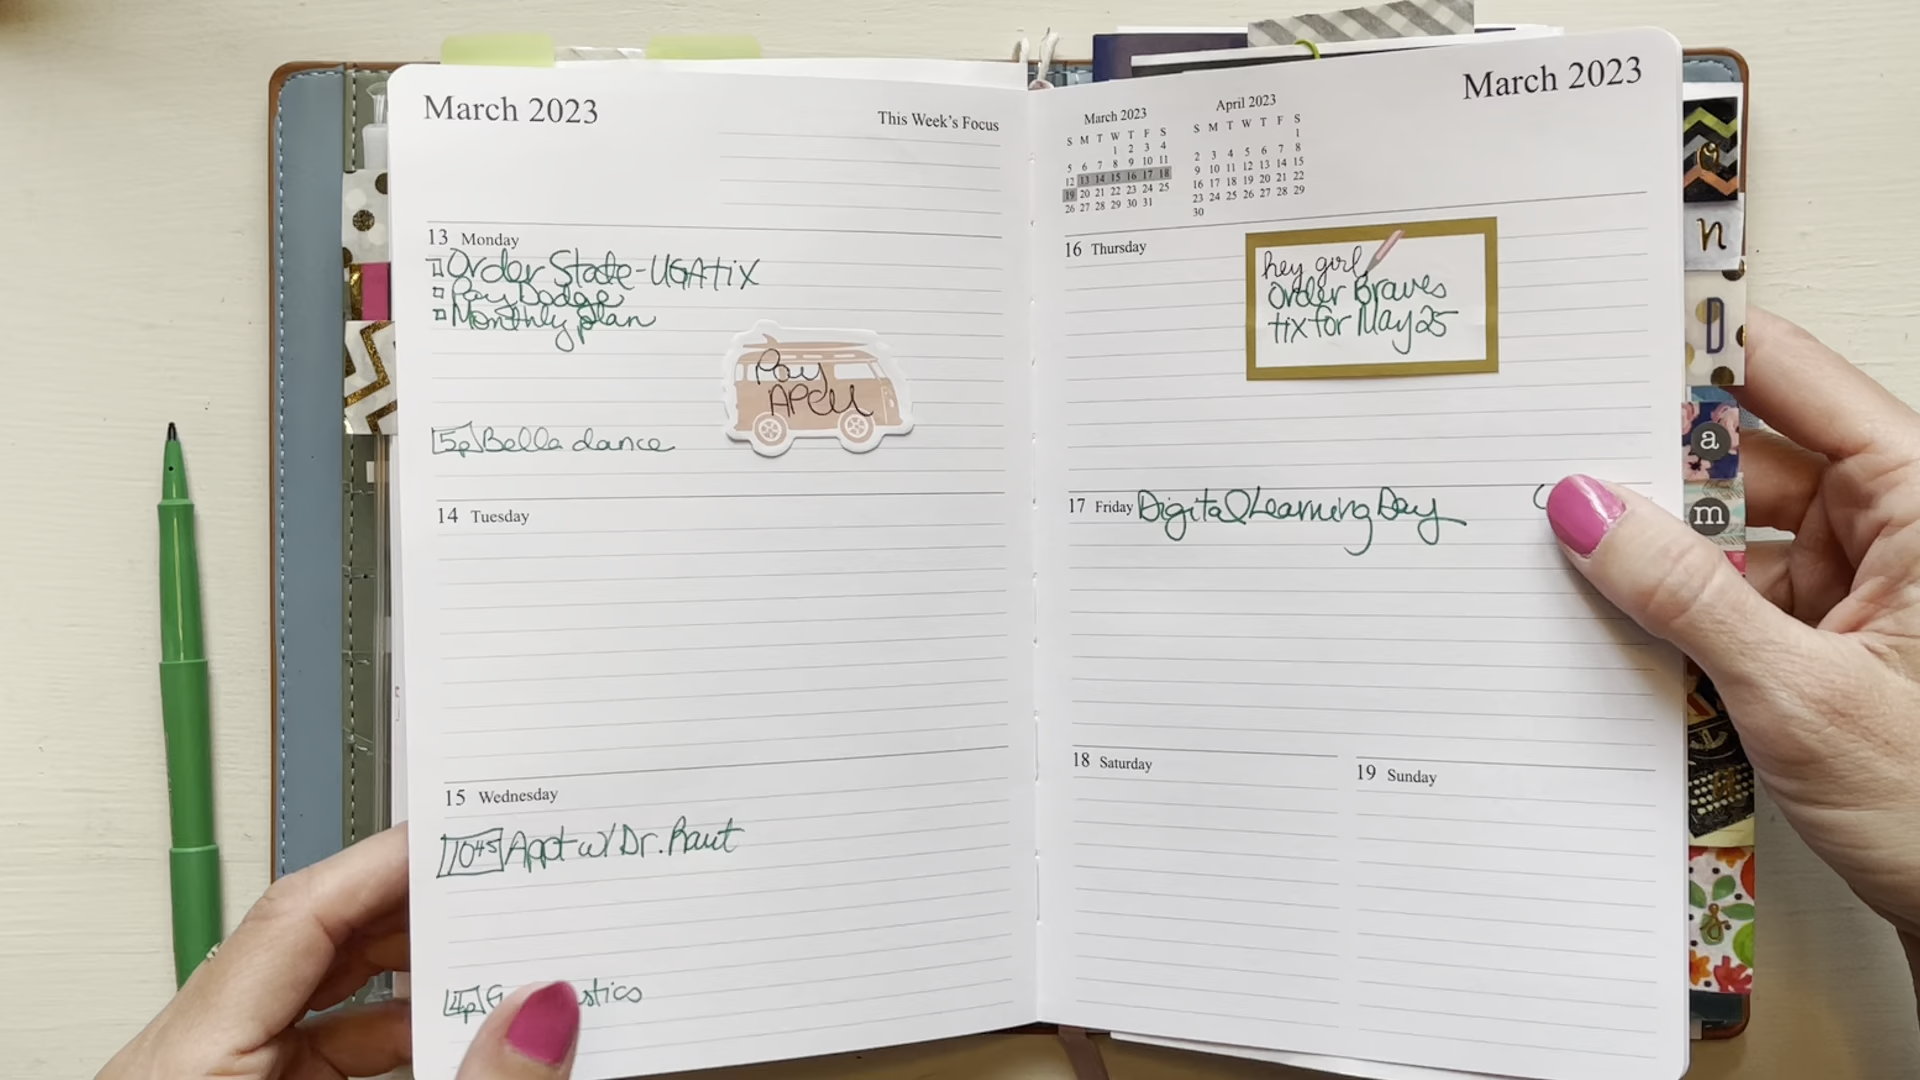 March 2023
This Week's Focus
13 Monday
Order State-UGA tix
Pay Dodge
Monthly plan
Pay
APCU
5p Bella dance
14 Tuesday
15 Wednesday
10 45 Appt w/ Dr. Raut
4p G stics
March 2023
March 2023
S M T W T F S
1 2 3 4
5 6 7 8 9 10 11
12 13 14 15 16 17 18
19 20 21 22 23 24 25
26 27 28 29 30 31
April 2023
S M T W T F S
1
2 3 4 5 6 7 8
9 10 11 12 13 14 15
16 17 18 19 20 21 22
23 24 25 26 27 28 29
30
16 Thursday
hey girl
Order Braves
tix for May 25
17 Friday Digital Learning Day
18 Saturday
19 Sunday
n
D
a
m